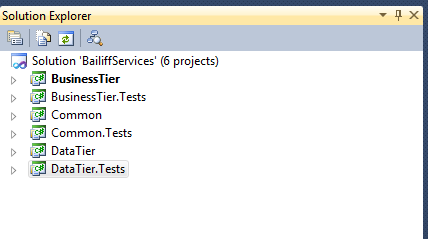 Solution Explorer
Solution 'BailiffServices' (6 projects)
BusinessTier
BusinessTier.Tests
Common
Common.Tests
DataTier
DataTier.Tests